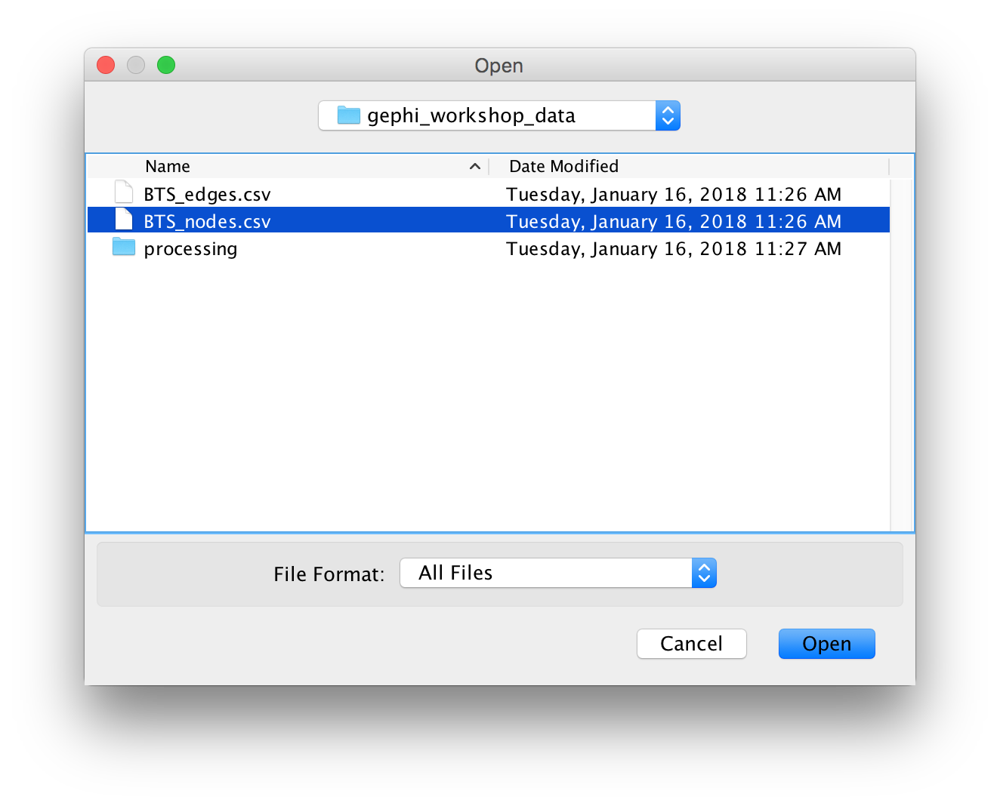 Open
gephi_workshop_data
Name Date Modified
BTS_edges.csv Tuesday, January 16, 2018 11:26 AM
BTS_nodes.csv Tuesday, January 16, 2018 11:26 AM
processing Tuesday, January 16, 2018 11:27 AM
File Format: All Files
Cancel Open